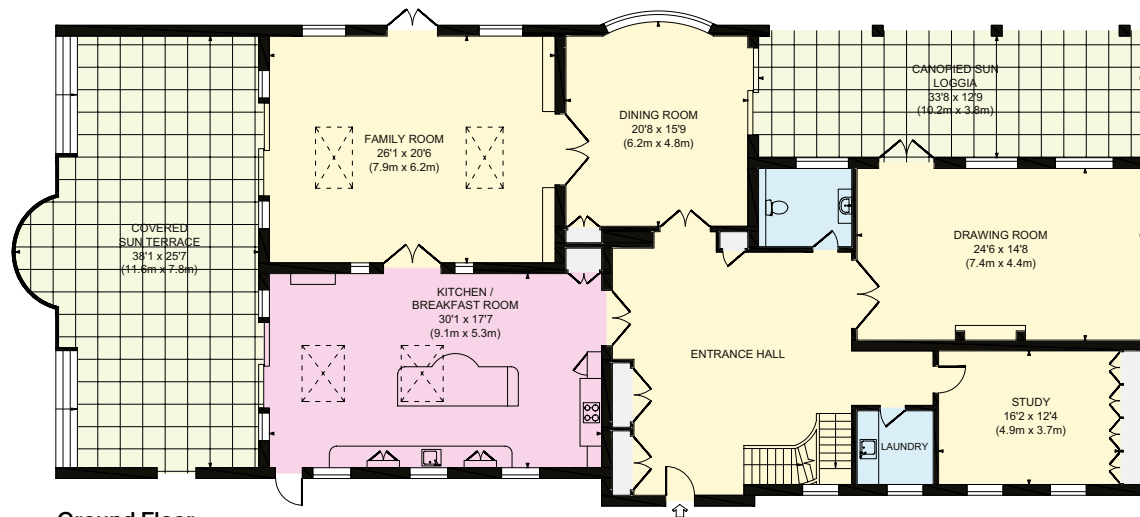 CANOPIED SUN
LOGGIA
33'8 x 12'9
(10.2m x 3.8m)
DINING ROOM
20'8 x 15'9
(6.2m x 4.8m)
FAMILY ROOM
26'1 x 20'6
(7.9m x 6.2m)
COVERED
SUN TERRACE
38'1 x 25'7
(11.6m x 7.8m)
DRAWING ROOM
24'6 x 14'8
(7.4m x 4.4m)
KITCHEN /
BREAKFAST ROOM
30'1 x 17'7
(9.1m x 5.3m)
ENTRANCE HALL
STUDY
16'2 x 12'4
(4.9m x 3.7m)
LAUNDRY
Ground Floor